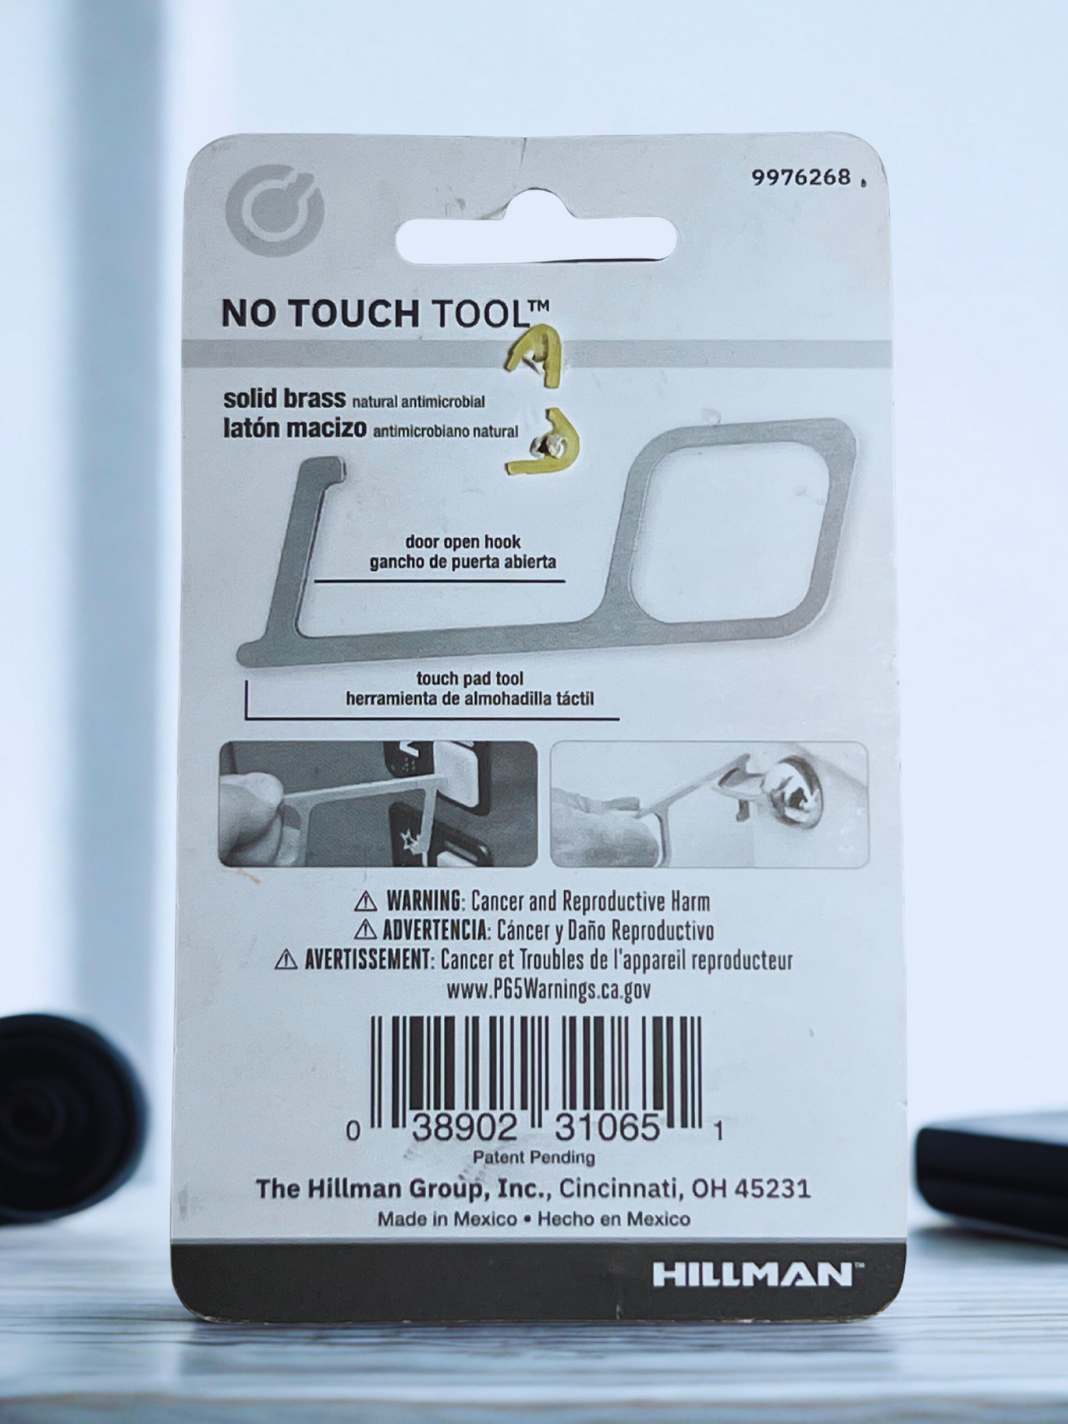 9976268
NO TOUCH TOOL™
solid brass natural antimicrobial
latón macizo antimicrobiano natural
door open hook
gancho de puerta abierta
touch pad tool
herramienta de almohadilla táctil
⚠ WARNING: Cancer and Reproductive Harm
⚠ ADVERTENCIA: Cáncer y Daño Reproductivo
⚠ AVERTISSEMENT: Cancer et Troubles de l'appareil reproducteur
www.P65Warnings.ca.gov
0 38902 31065 1
Patent Pending
The Hillman Group, Inc., Cincinnati, OH 45231
Made in Mexico • Hecho en Mexico
HILLMAN™